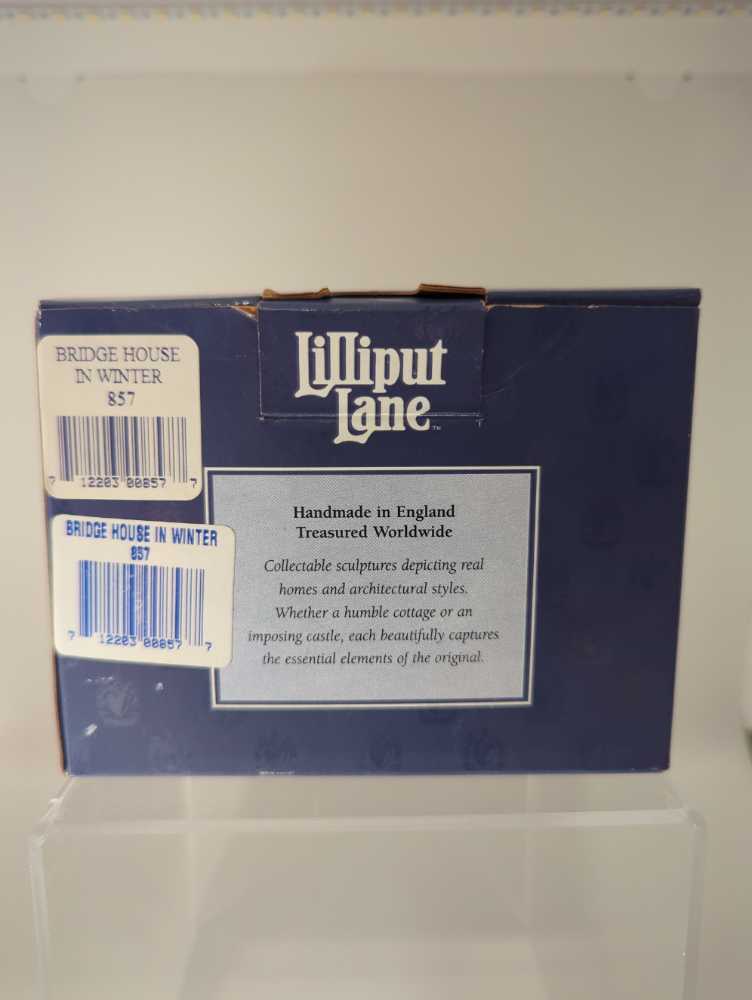 Lilliput
Lane™
BRIDGE HOUSE
IN WINTER
857
7 12203 00857 7
BRIDGE HOUSE IN WINTER
857
7 12203 00857 7
Handmade in England
Treasured Worldwide
Collectable sculptures depicting real
homes and architectural styles.
Whether a humble cottage or an
imposing castle, each beautifully captures
the essential elements of the original.